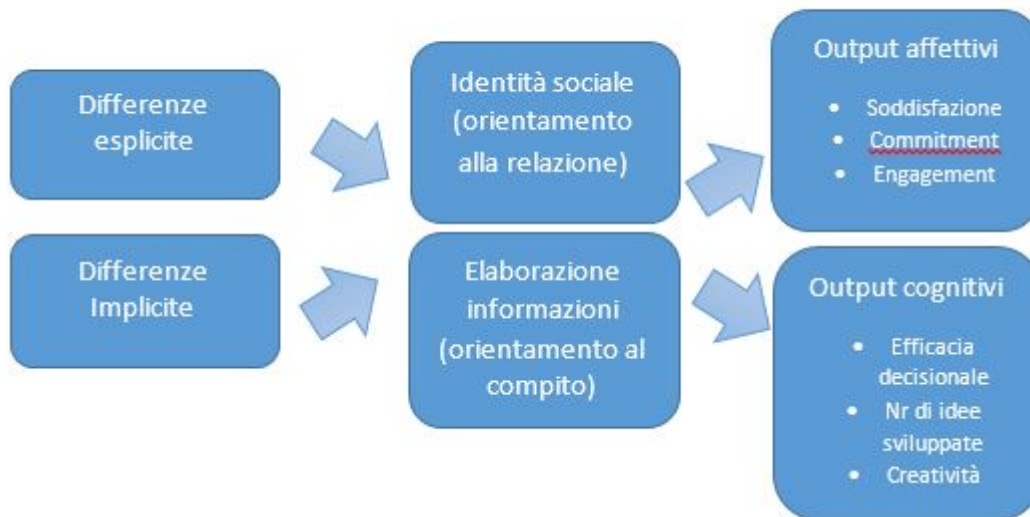 Differenze
esplicite
Differenze
Implicite
Identità sociale
(orientamento
alla relazione)
Elaborazione
informazioni
(orientamento al
compito)
Output affettivi
• Soddisfazione
• Commitment
• Engagement
Output cognitivi
• Efficacia
decisionale
• Nr di idee
sviluppate
• Creatività